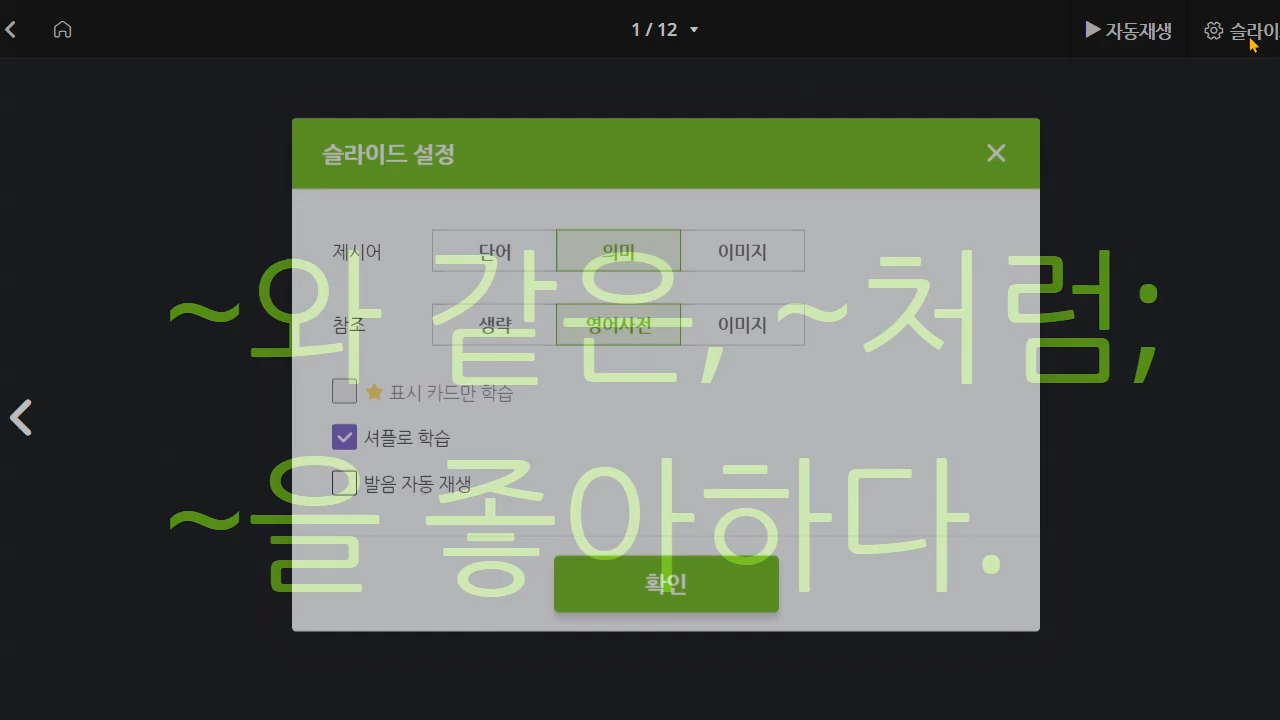 1 / 12
자동재생
슬라이
슬라이드 설정
제시어 단어 의미 이미지
~와 같은, ~처럼;
참조 생략 영어사전 이미지
표시 카드만 학습
셔플로 학습
발음 자동 재생
~을 좋아하다.
확인